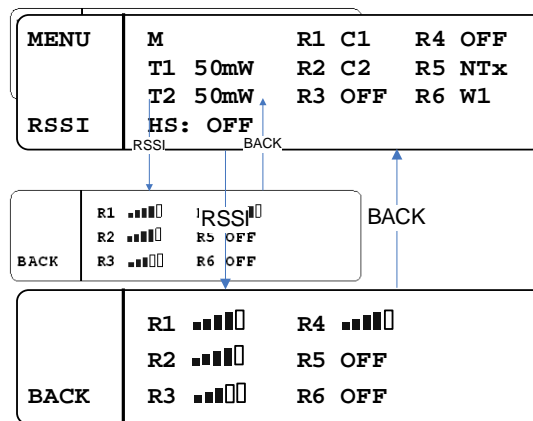 MENU M R1 C1 R4 OFF
T1 50mW R2 C2 R5 NTx
T2 50mW R3 OFF R6 W1
RSSI HS: OFF
RSSI BACK
R1
RSSI BACK
R2 R5 OFF
BACK R3 R6 OFF
R1 R4
R2 R5 OFF
BACK R3 R6 OFF